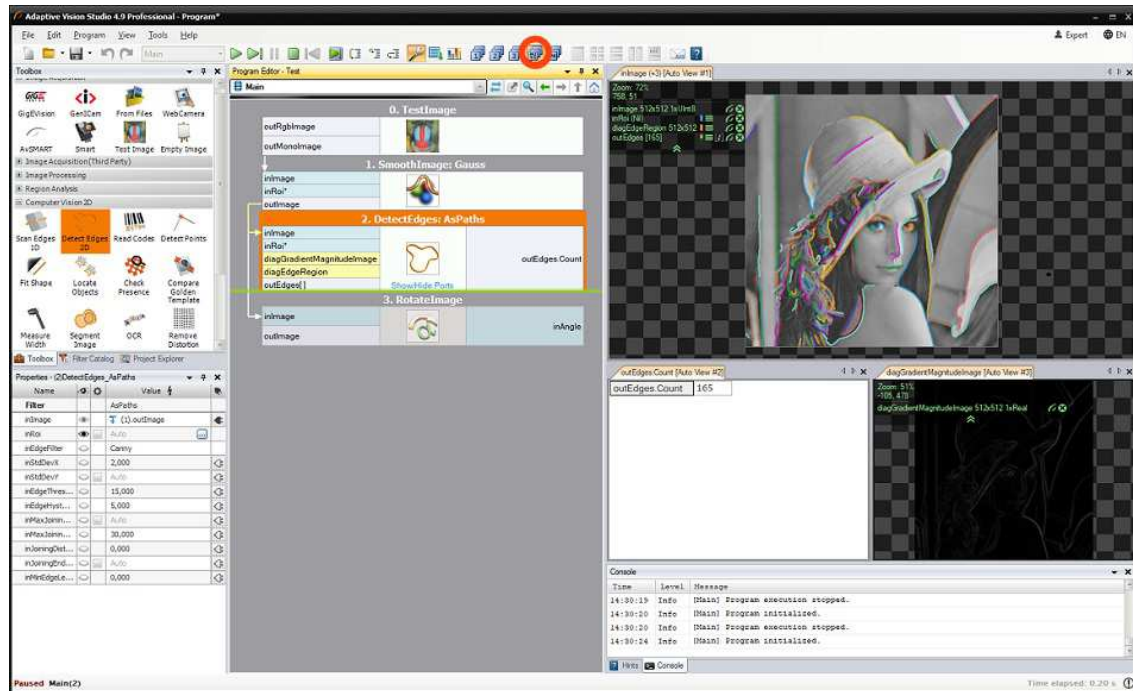 Adaptive Vision Studio 4.9 Professional - Program*
File Edit Program View Tools Help
Expert EN
Main
Toolbox
GigEVision GenICam From Files WebCamera
AvSMART Smart Test Image Empty Image
Image Acquisition (Third Party)
Image Processing
Region Analysis
Computer Vision 2D
Scan Edges 1D Detect Edges 2D Read Codes Detect Points
Fit Shape Locate Objects Check Presence Compare Golden Template
Measure Width Segment Image OCR Remove Distotion
Toolbox Filter Catalog Project Explorer
Properties - (2)DetectEdges_AsPaths
Name Value
Filter AsPaths
inImage (1).outImage
inRoi Auto
inEdgeFilter Canny
inStdDevX 2,000
inStdDevY Auto
inEdgeThres... 15,000
inEdgeHyst... 5,000
inMaxJoinin... Auto
inMaxJoinin... 30,000
inJoiningDist... 0,000
inJoiningEnd... Auto
inMinEdgeLe... 0,000
Program Editor - Test
Main
0. TestImage
outRgbImage
outMonoImage
1. SmoothImage: Gauss
inImage
inRoi*
outImage
2. DetectEdges: AsPaths
inImage
inRoi*
diagGradientMagnitudeImage
diagEdgeRegion
outEdges[]
outEdges.Count
Show/Hide Ports
3. RotateImage
inImage
outImage
inAngle
inImage (+3) [Auto View #1]
Zoom: 72%
758, 51
inImage 512x512 1xUInt8
inRoi (Nil)
diagEdgeRegion 512x512
outEdges [165]
outEdges.Count [Auto View #2]
outEdges.Count 165
diagGradientMagnitudeImage [Auto View #3]
Zoom: 51%
diagGradientMagnitudeImage 512x512 1xReal
Console
Time Level Message
14:30:19 Info [Main] Program execution stopped.
14:30:20 Info [Main] Program initialized.
14:30:20 Info [Main] Program execution stopped.
14:30:24 Info [Main] Program initialized.
Hints Console
Paused Main(2)
Time elapsed: 0.20 s